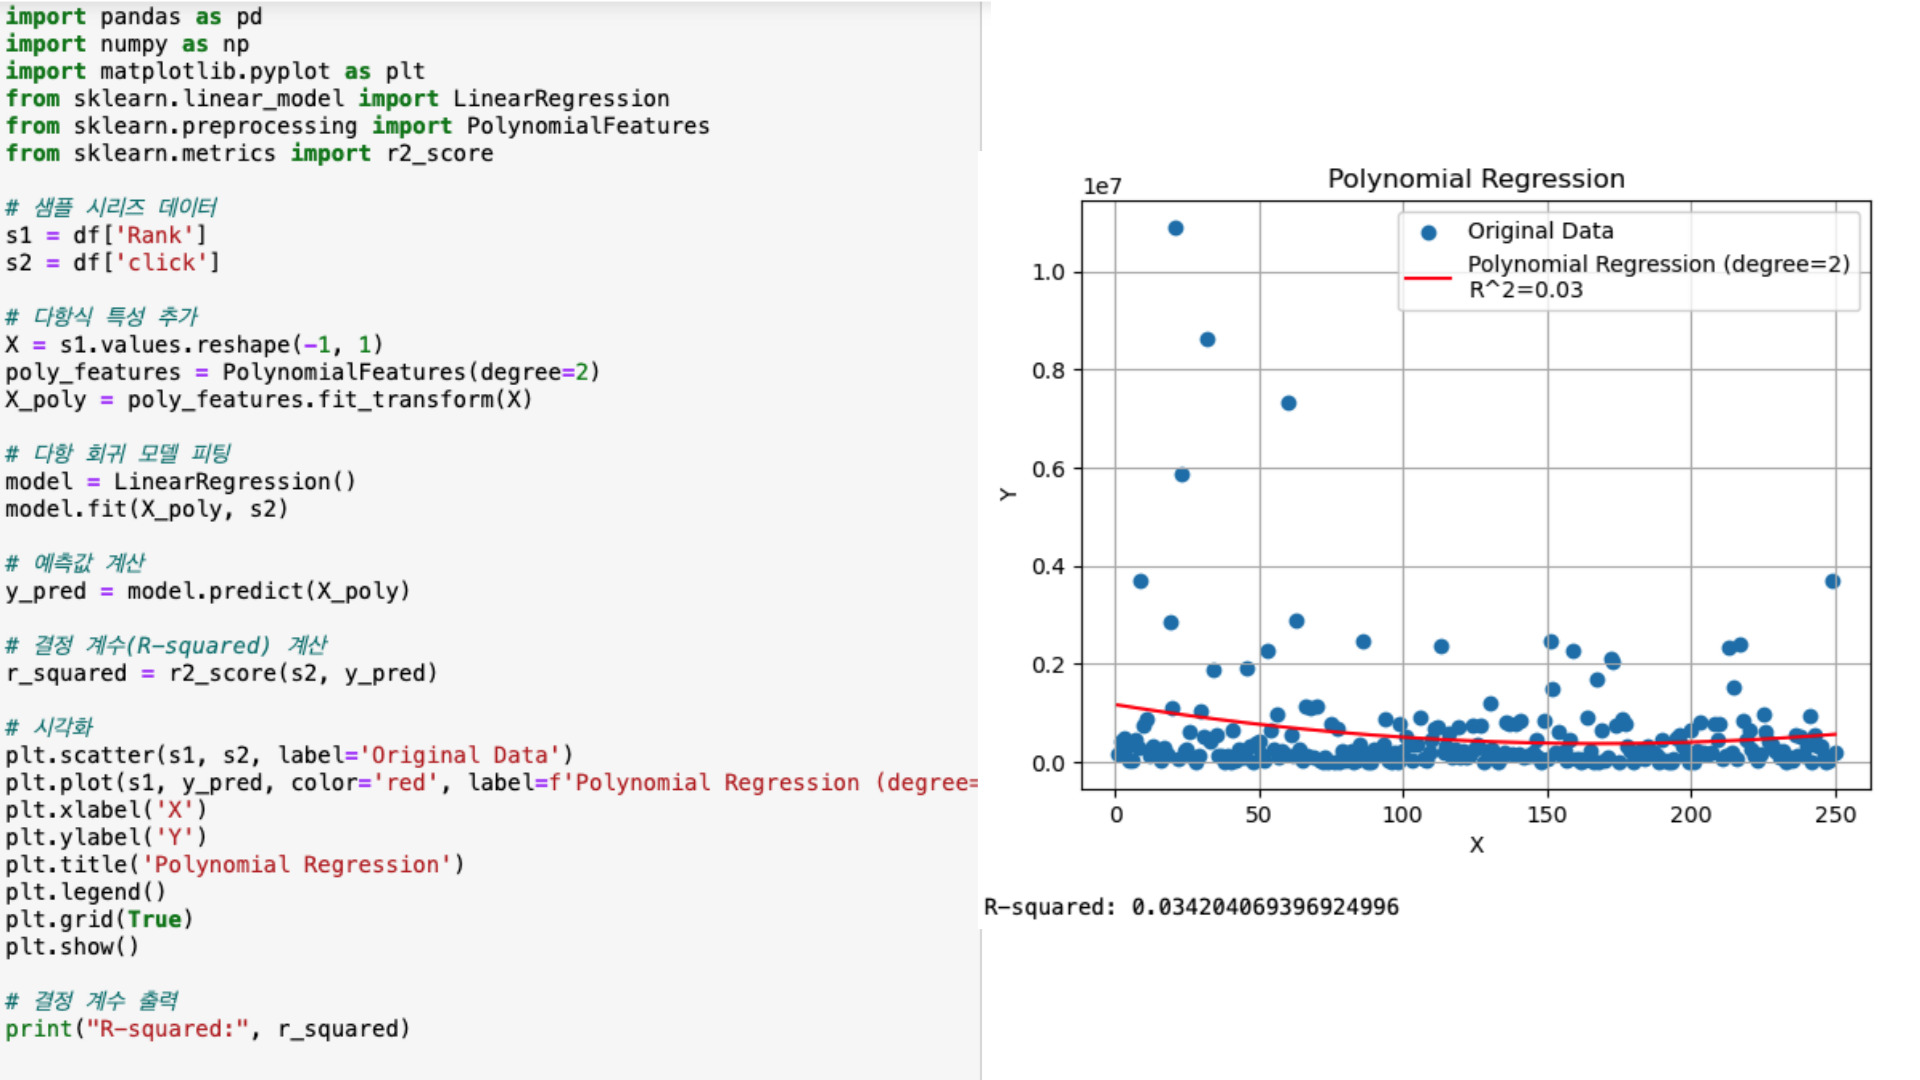 import pandas as pd
import numpy as np
import matplotlib.pyplot as plt
from sklearn.linear_model import LinearRegression
from sklearn.preprocessing import PolynomialFeatures
from sklearn.metrics import r2_score
# 샘플 시리즈 데이터
s1 = df['Rank']
s2 = df['click']
# 다항식 특성 추가
X = s1.values.reshape(-1, 1)
poly_features = PolynomialFeatures(degree=2)
X_poly = poly_features.fit_transform(X)
# 다항 회귀 모델 피팅
model = LinearRegression()
model.fit(X_poly, s2)
# 예측값 계산
y_pred = model.predict(X_poly)
# 결정 계수(R-squared) 계산
r_squared = r2_score(s2, y_pred)
# 시각화
plt.scatter(s1, s2, label='Original Data')
plt.plot(s1, y_pred, color='red', label=f'Polynomial Regression (degree=
plt.xlabel('X')
plt.ylabel('Y')
plt.title('Polynomial Regression')
plt.legend()
plt.grid(True)
plt.show()
# 결정 계수 출력
print("R-squared:", r_squared)
Polynomial Regression
1e7
Original Data
Polynomial Regression (degree=2)
R^2=0.03
1.0
0.8
0.6
0.4
0.2
0.0
Y
0 50 100 150 200 250
X
R-squared: 0.034204069396924996